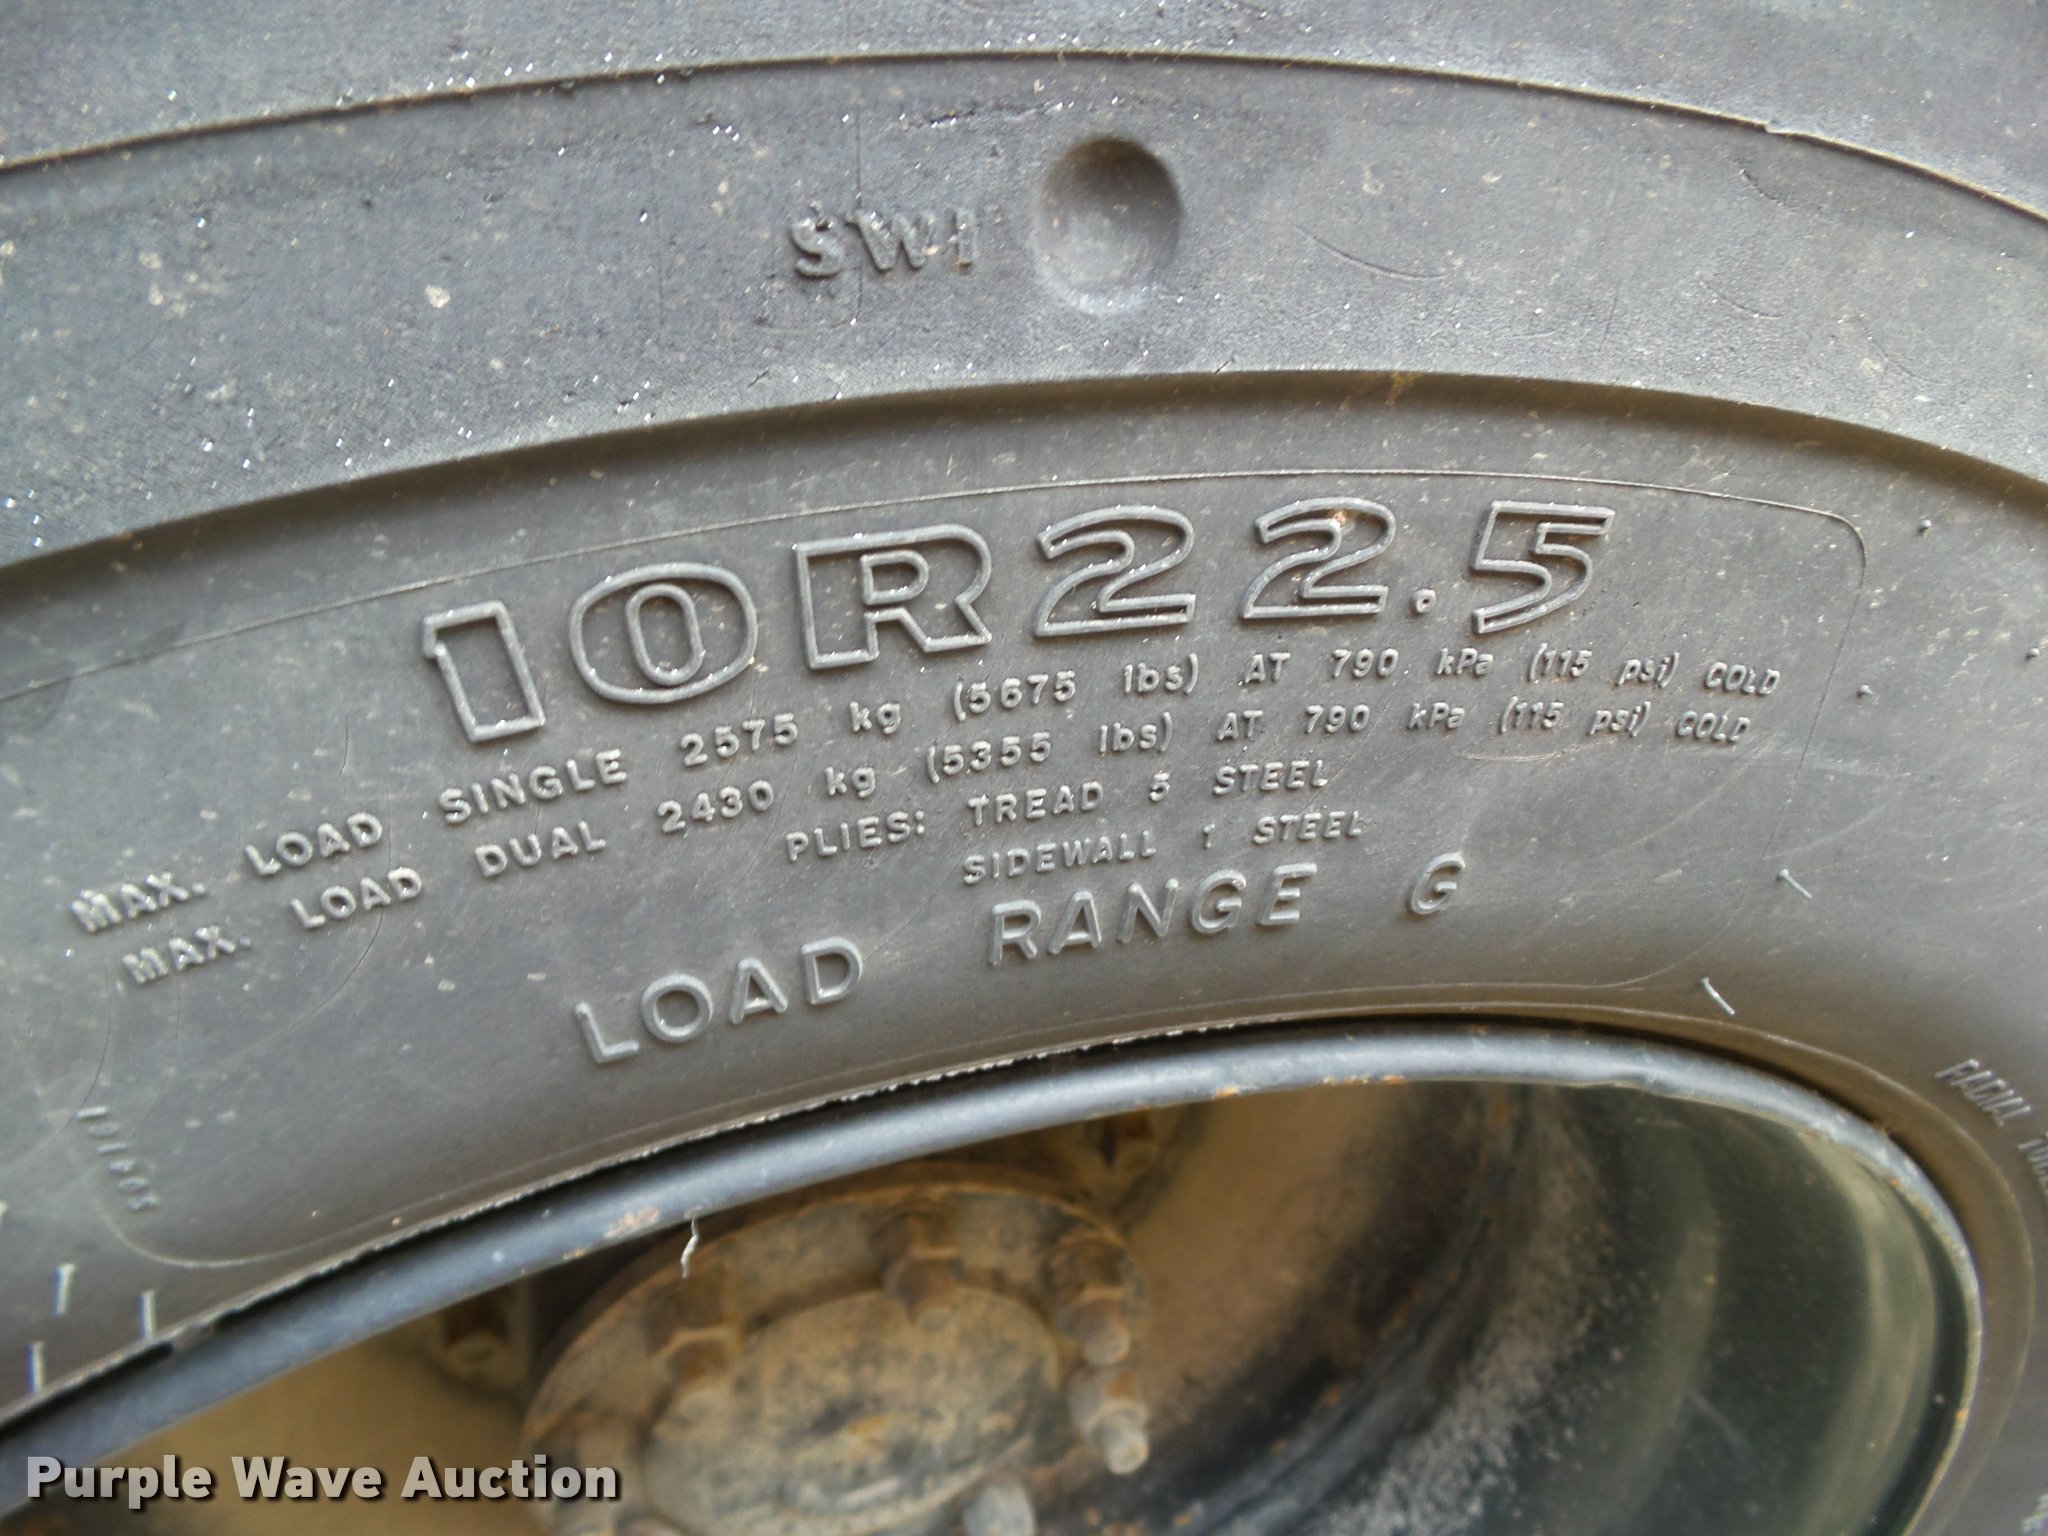 SWI
10R22.5
MAX. LOAD SINGLE 2575 kg (5675 lbs) AT 790 kPa (115 psi) COLD
MAX. LOAD DUAL 2430 kg (5355 lbs) AT 790 kPa (115 psi) COLD
PLIES: TREAD 5 STEEL
SIDEWALL 1 STEEL
LOAD RANGE G
RADIAL
Purple Wave Auction